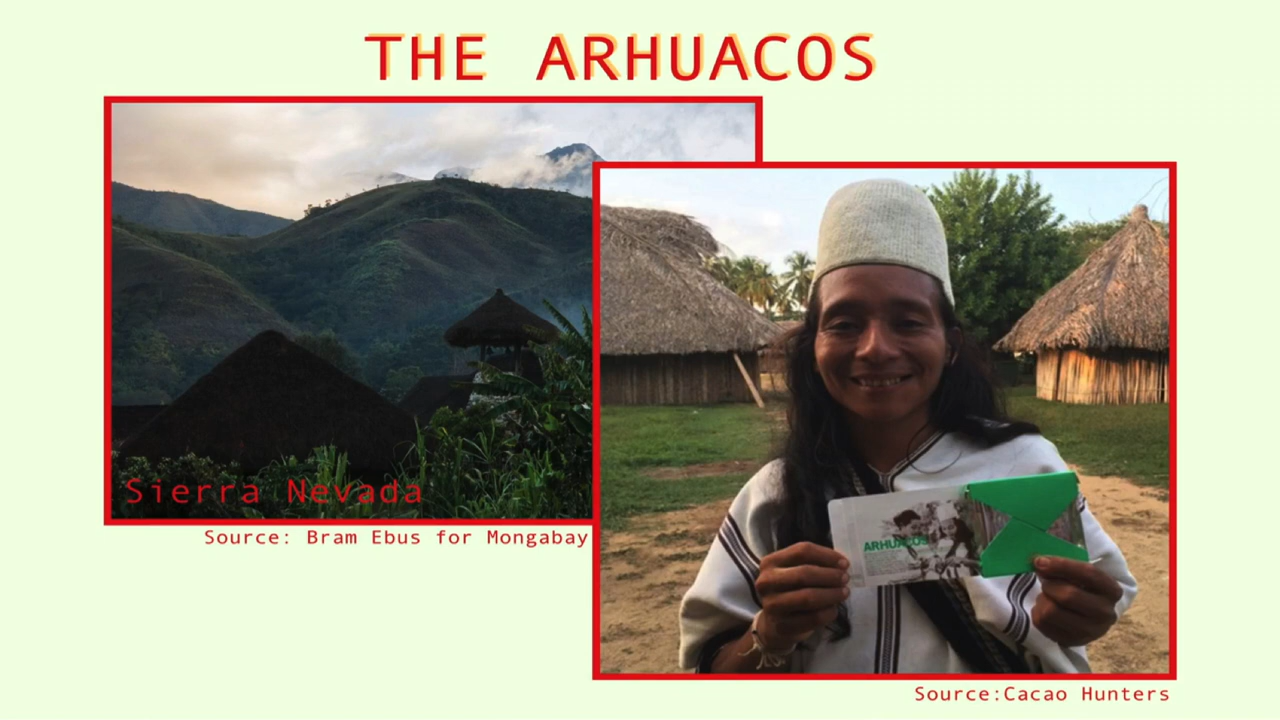 THE ARHUACOS
Sierra Nevada
Source: Bram Ebus for Mongabay
ARHUACOS
Source:Cacao Hunters